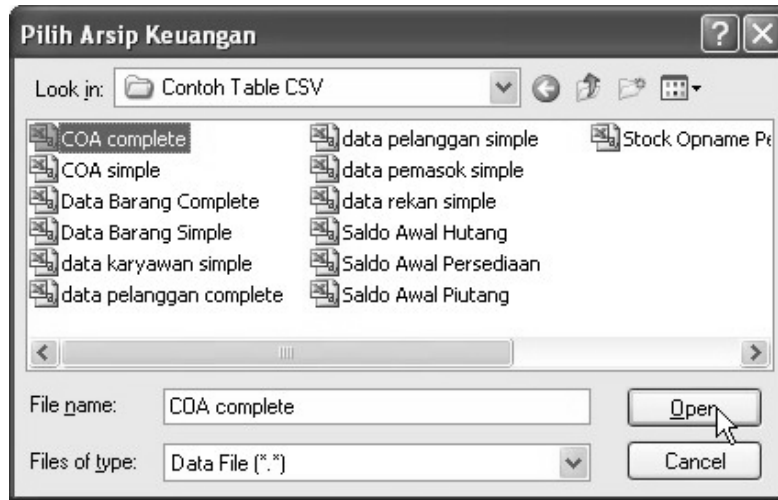 Pilih Arsip Keuangan
Look in: Contoh Table CSV
COA complete
COA simple
Data Barang Complete
Data Barang Simple
data karyawan simple
data pelanggan complete
data pelanggan simple
data pemasok simple
data rekan simple
Saldo Awal Hutang
Saldo Awal Persediaan
Saldo Awal Piutang
Stock Opname Pe
File name: COA complete
Open
Files of type: Data File (*.*)
Cancel